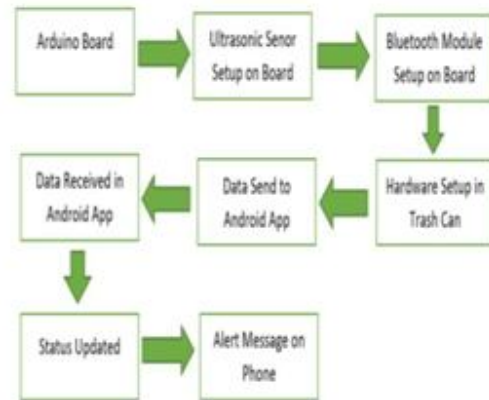 Arduino Board
Ultrasonic Senor
Setup on Board
Bluetooth Module
Setup on Board
Hardware Setup in
Trash Can
Data Send to
Android App
Data Received in
Android App
Status Updated
Alert Message on
Phone